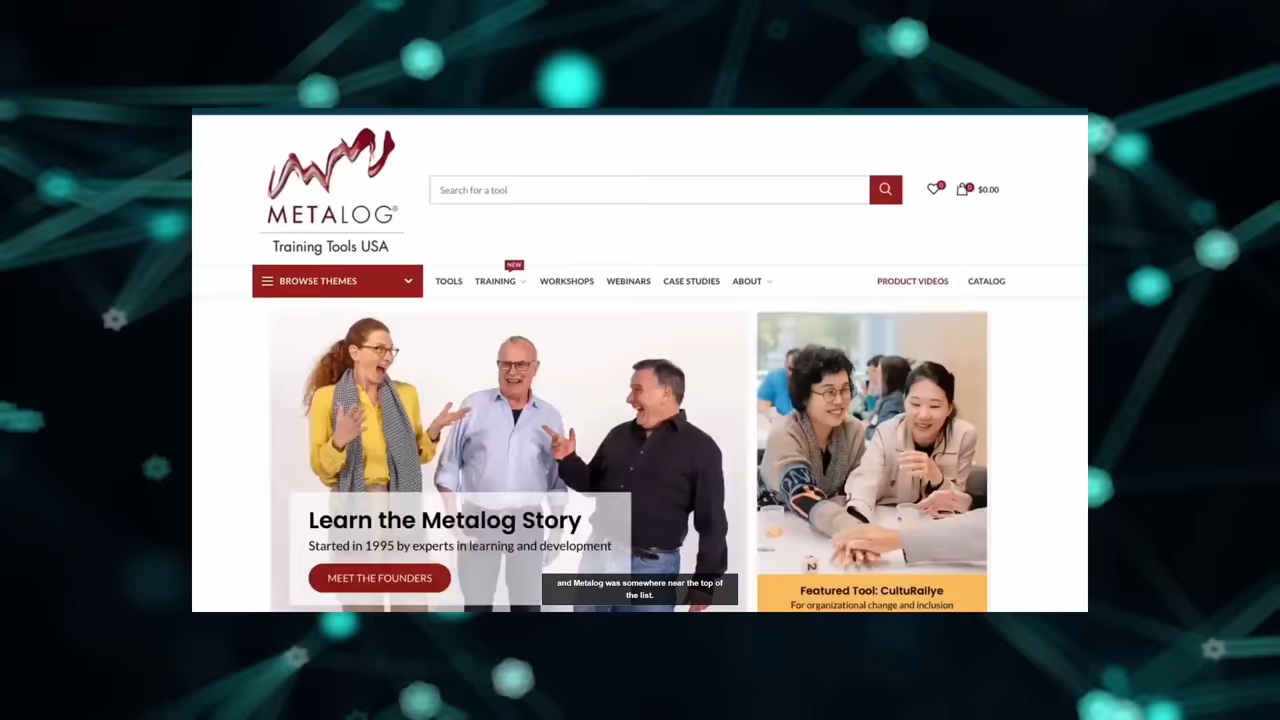 METALOG®
Training Tools USA
Search for a tool
0
0
$0.00
BROWSE THEMES
TOOLS
TRAINING
NEW
WORKSHOPS
WEBINARS
CASE STUDIES
ABOUT
PRODUCT VIDEOS
CATALOG
Learn the Metalog Story
Started in 1995 by experts in learning and development
MEET THE FOUNDERS
2
Featured Tool: CultuRallye
For organizational change and inclusion
and Metalog was somewhere near the top of
the list.